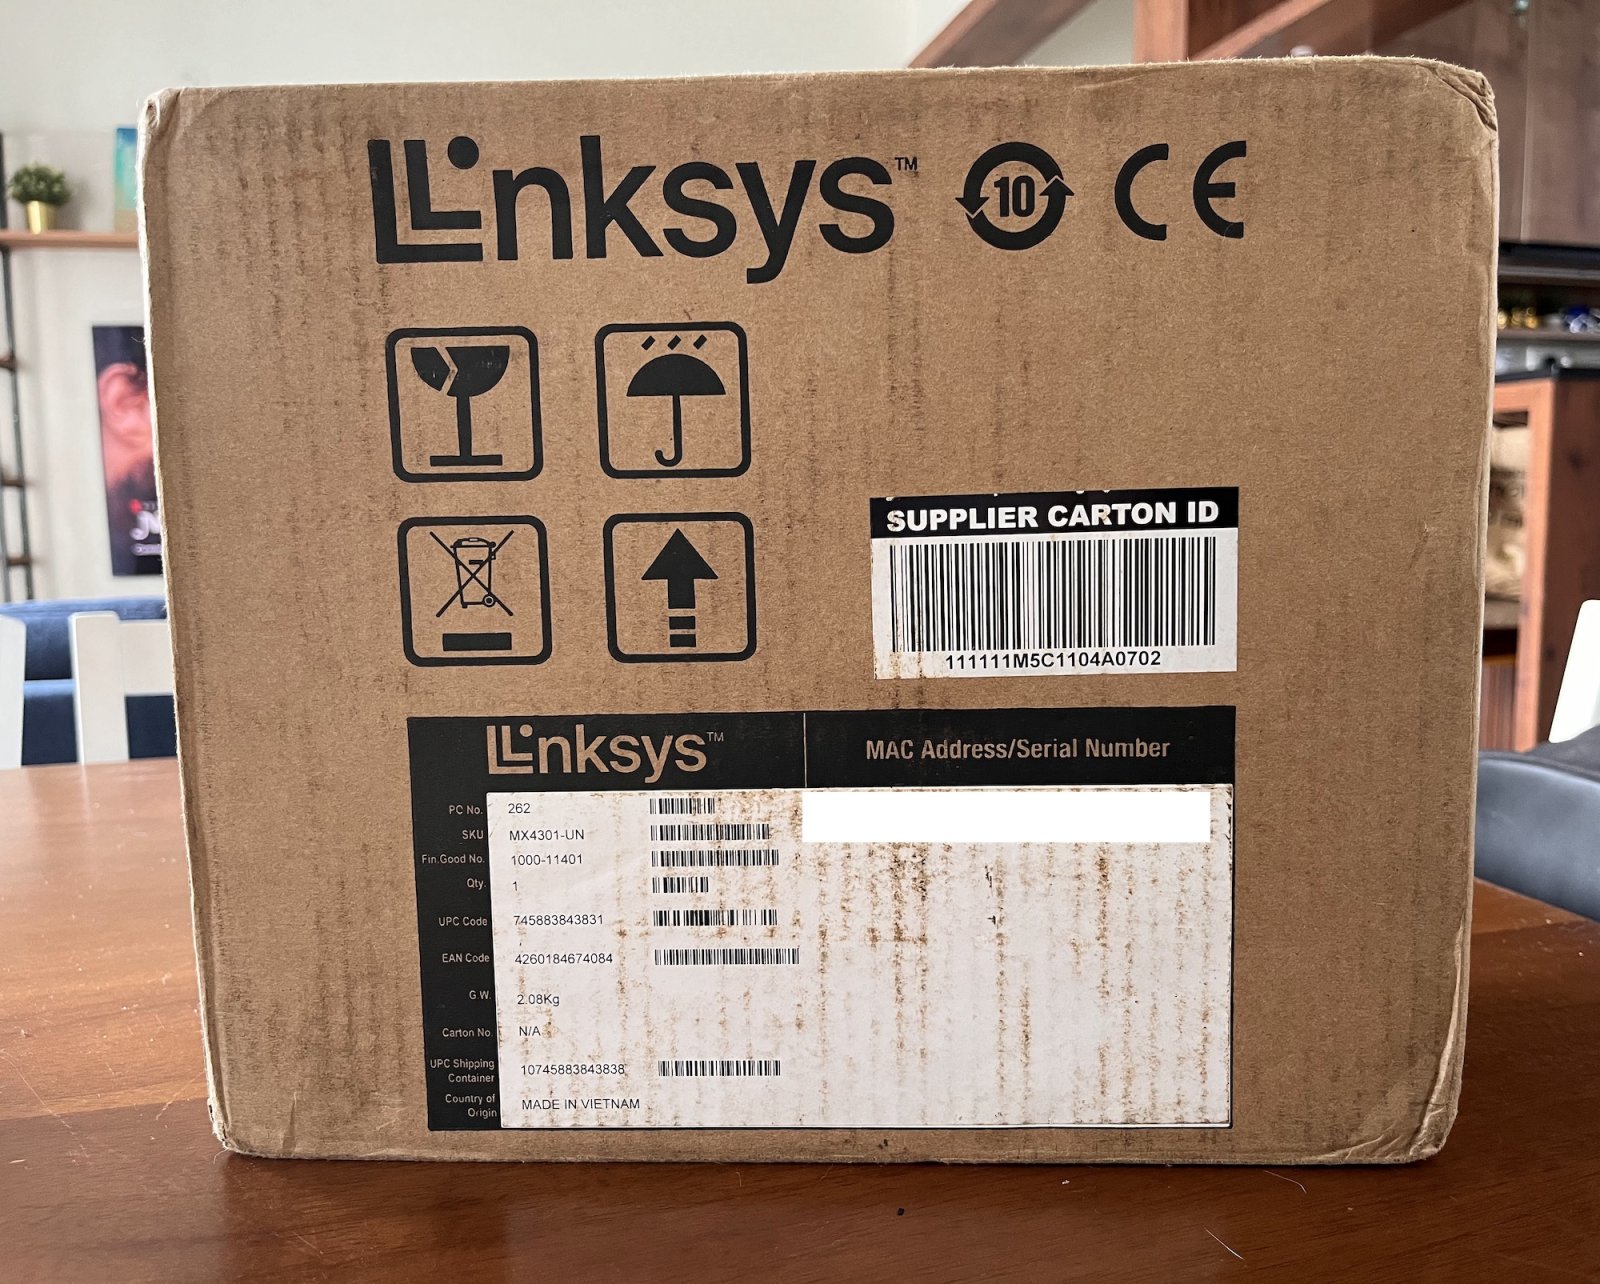 Linksys™ 10 CE
SUPPLIER CARTON ID
111111M5C1104A0702
Linksys™ MAC Address/Serial Number
PC No. 262
SKU MX4301-UN
Fin.Good No. 1000-11401
Qty. 1
UPC Code 745883843831
EAN Code 4260184674084
G.W. 2.08Kg
Carton No. N/A
UPC Shipping
Container 10745883843838
Country of
Origin MADE IN VIETNAM